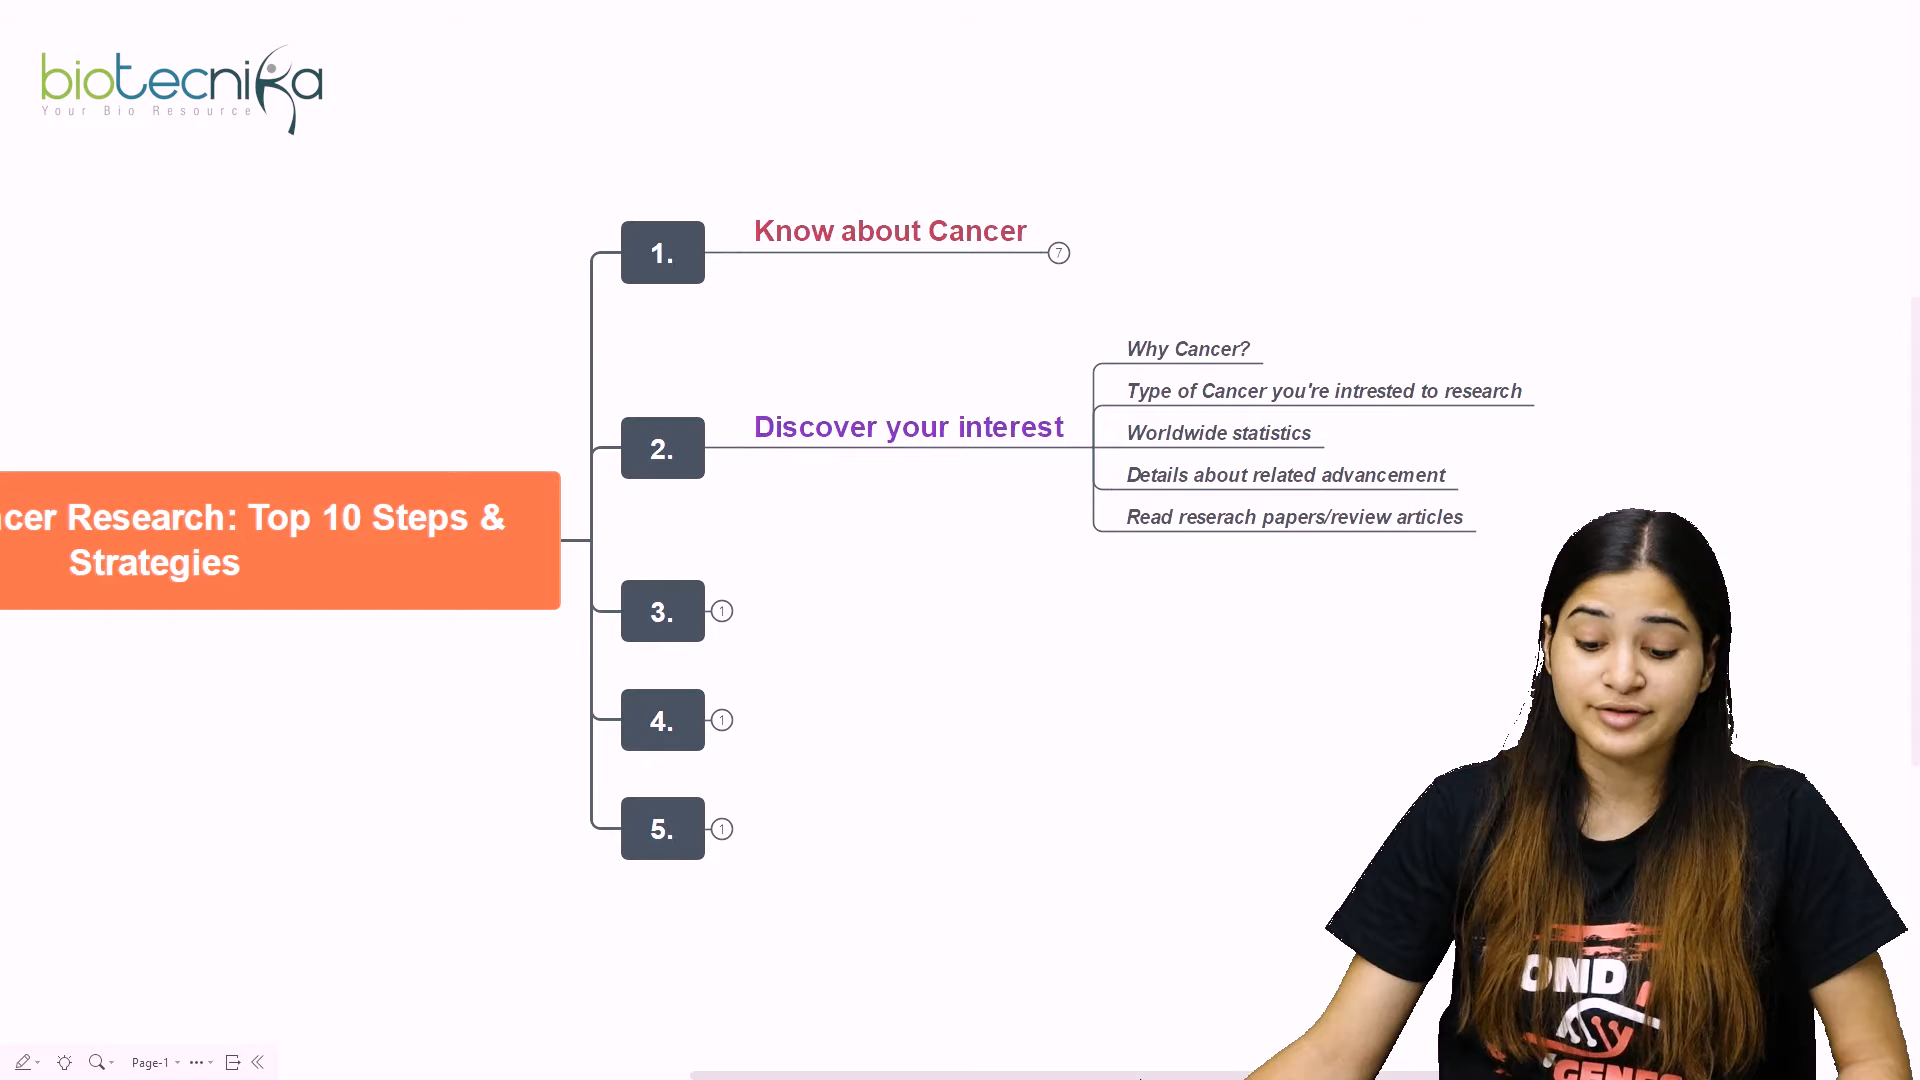 biotecnika
Your Bio Resource
1.
Know about Cancer
7
2.
Discover your interest
Why Cancer?
Type of Cancer you're intrested to research
Worldwide statistics
Details about related advancement
Read reserach papers/review articles
cer Research: Top 10 Steps &
Strategies
3.
1
4.
1
5.
1
OND
GENES
Page-1